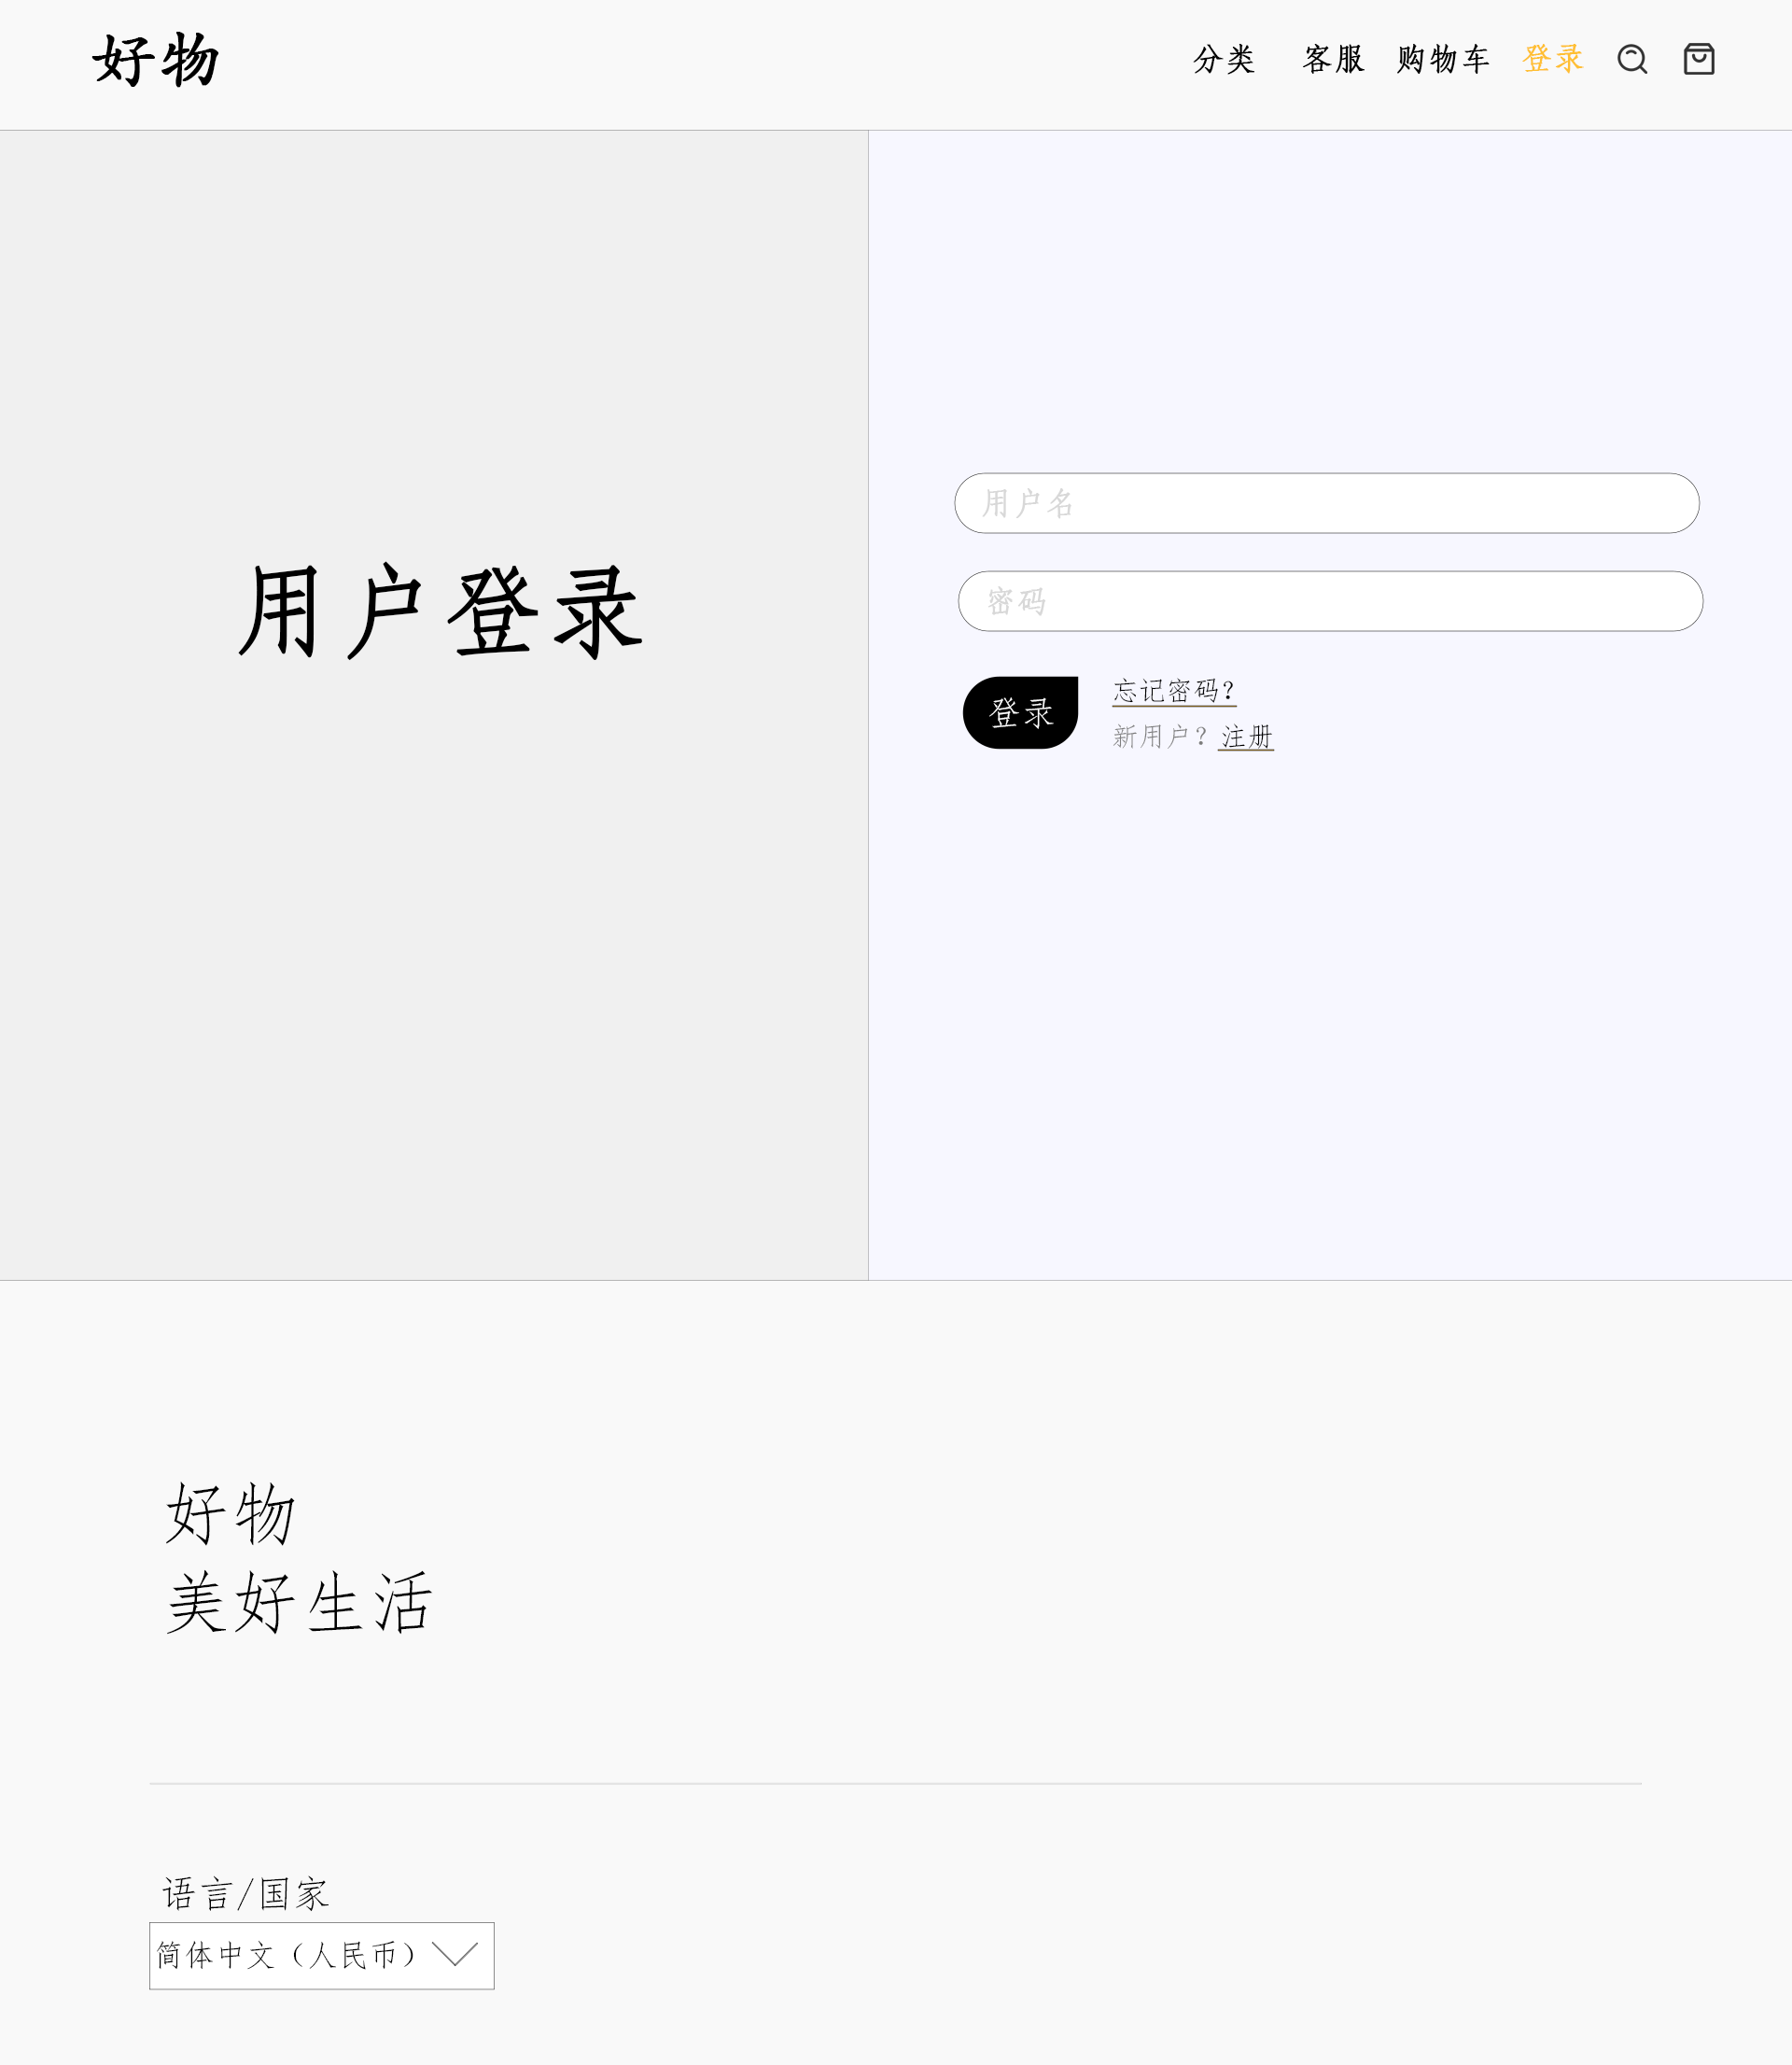 好物
分类 客服 购物车 登录
用户登录
用户名
密码
登录
忘记密码?
新用户? 注册
好物
美好生活
语言/国家
简体中文（人民币）